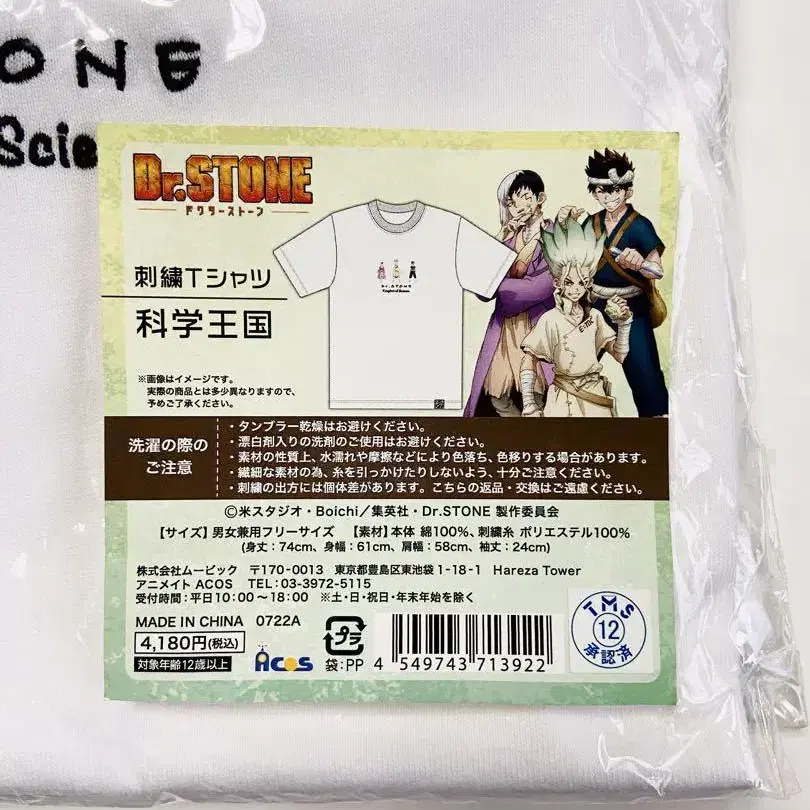 ONE
Scie
Dr.STONE
ドクターストーン
刺繍Tシャツ
科学王国
Dr.STONE
Kingdom of Science
※画像はイメージです。
実際の商品とは多少異なりますので、
予めご了承ください。
洗濯の際の
ご注意
・タンブラー乾燥はお避けください。
・漂白剤入りの洗剤のご使用はお避けください。
・素材の性質上、水濡れや摩擦などにより色落ち、色移りする場合があります。
・繊細な素材の為、糸を引っかけたりしないよう、十分ご注意ください。
・刺繍の出方には個体差があります。こちらの返品・交換はご遠慮ください。
©米スタジオ・Boichi/集英社・Dr.STONE 製作委員会
【サイズ】男女兼用フリーサイズ 【素材】本体 綿100%、刺繍糸 ポリエステル100%
(身丈:74cm、身幅:61cm、肩幅:58cm、袖丈:24cm)
株式会社ムービック 〒170-0013 東京都豊島区東池袋1-18-1 Hareza Tower
アニメイト ACOS TEL:03-3972-5115
受付時間:平日10:00~18:00 ※土・日・祝日・年末年始を除く
MADE IN CHINA 0722A
4,180円(税込)
対象年齢12歳以上
ACOS
プラ
袋:PP
4 549743 713922
TMS
12
承認済